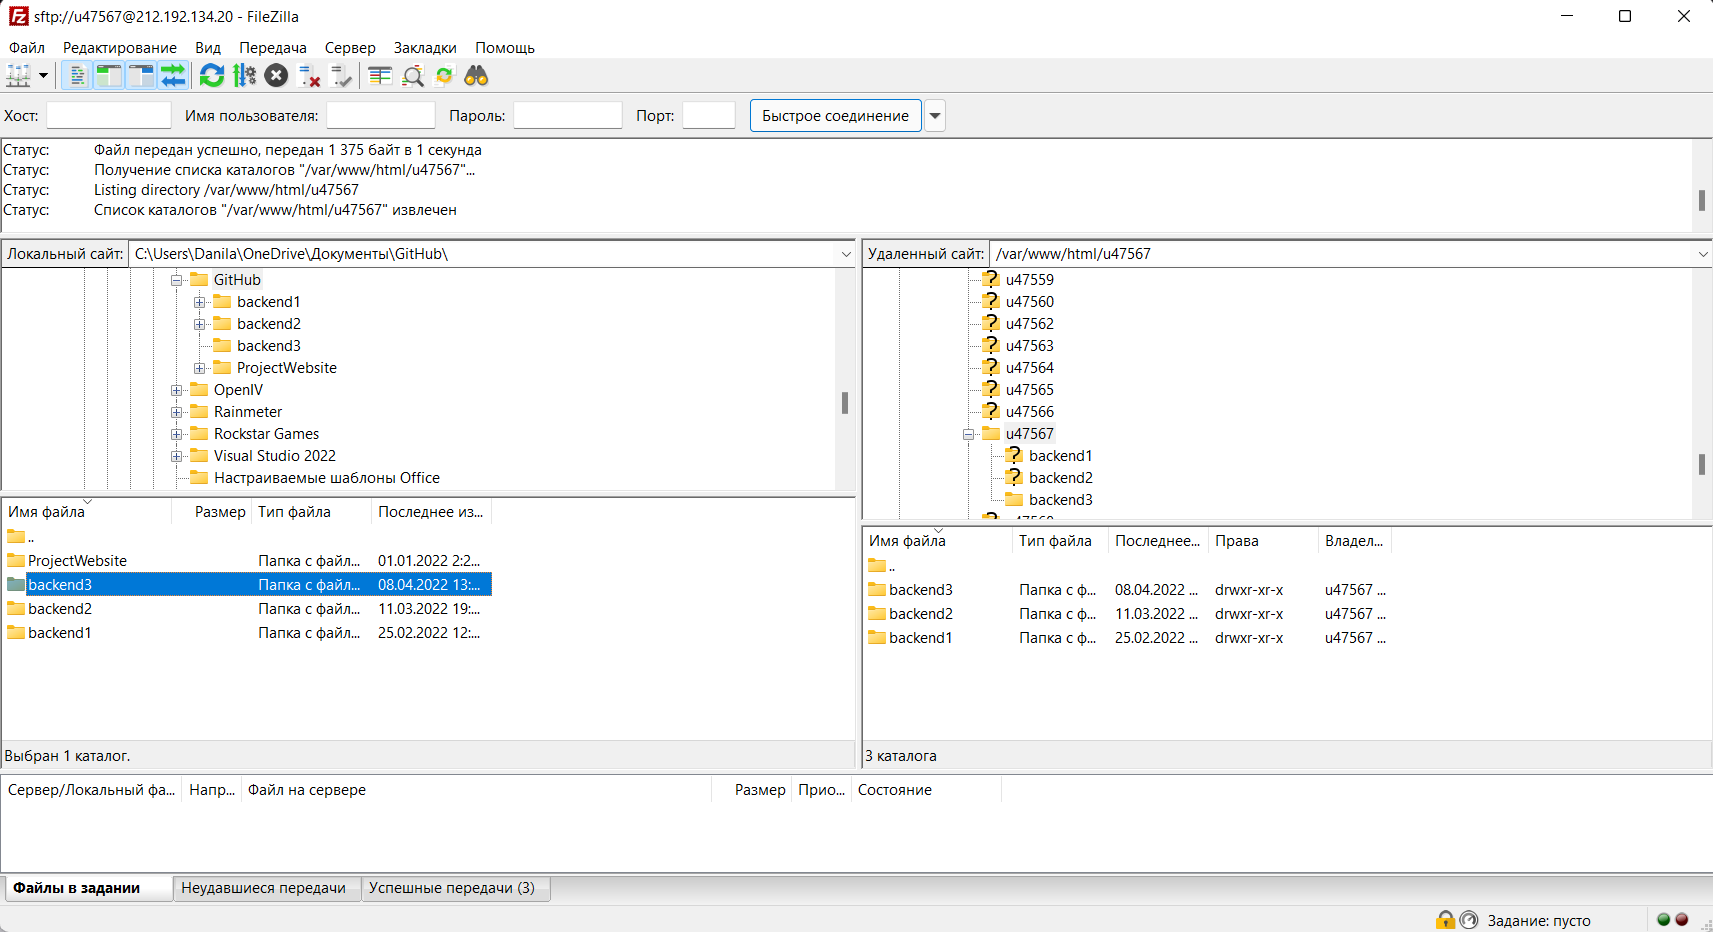 sftp://u47567@212.192.134.20 - FileZilla
Файл Редактирование Вид Передача Сервер Закладки Помощь
Хост: Имя пользователя: Пароль: Порт: Быстрое соединение
Статус: Файл передан успешно, передан 1 375 байт в 1 секунда
Статус: Получение списка каталогов "/var/www/html/u47567"...
Статус: Listing directory /var/www/html/u47567
Статус: Список каталогов "/var/www/html/u47567" извлечен
Локальный сайт: C:\Users\Danila\OneDrive\Документы\GitHub\
GitHub
backend1
backend2
backend3
ProjectWebsite
OpenIV
Rainmeter
Rockstar Games
Visual Studio 2022
Настраиваемые шаблоны Office
Имя файла Размер Тип файла Последнее из...
..
ProjectWebsite Папка с файл... 01.01.2022 2:2...
backend3 Папка с файл... 08.04.2022 13:...
backend2 Папка с файл... 11.03.2022 19:...
backend1 Папка с файл... 25.02.2022 12:...
Выбран 1 каталог.
Удаленный сайт: /var/www/html/u47567
u47559
u47560
u47562
u47563
u47564
u47565
u47566
u47567
backend1
backend2
backend3
Имя файла Тип файла Последнее... Права Владел...
..
backend3 Папка с ф... 08.04.2022 ... drwxr-xr-x u47567 ...
backend2 Папка с ф... 11.03.2022 ... drwxr-xr-x u47567 ...
backend1 Папка с ф... 25.02.2022 ... drwxr-xr-x u47567 ...
3 каталога
Сервер/Локальный фа... Напр... Файл на сервере Размер Прио... Состояние
Файлы в задании Неудавшиеся передачи Успешные передачи (3)
Задание: пусто